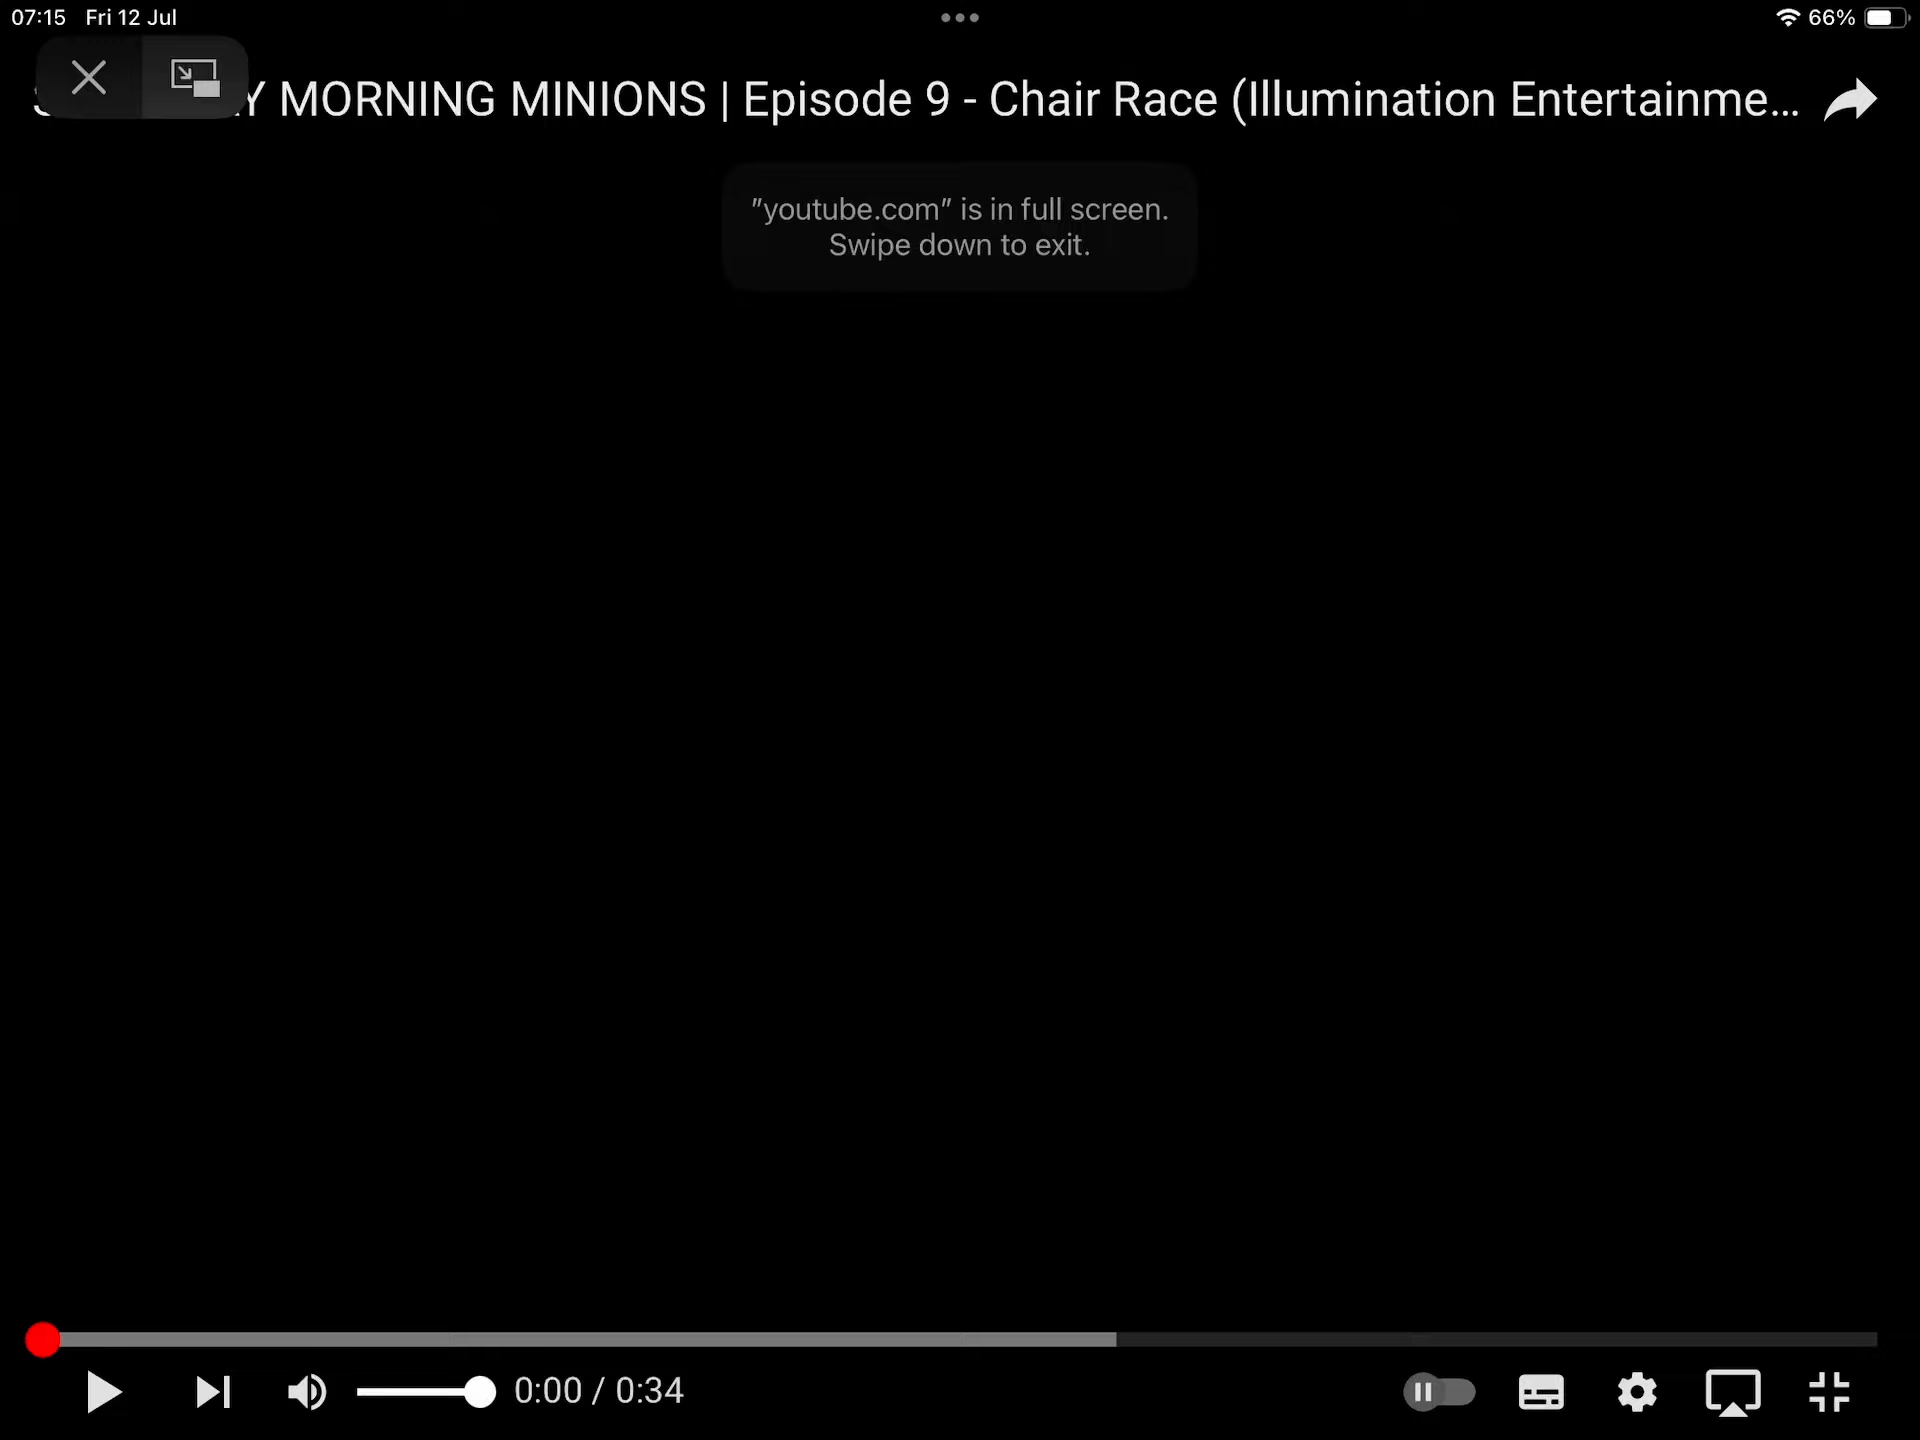 07:15 Fri 12 Jul
66%
MORNING MINIONS | Episode 9 - Chair Race (Illumination Entertainme...
"youtube.com" is in full screen.
Swipe down to exit.
0:00 / 0:34